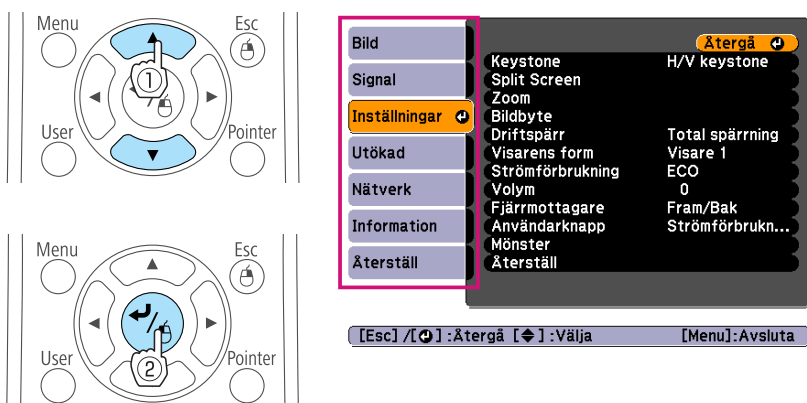 Menu Esc
①
User Pointer
Menu Esc
User Pointer
②
Bild
Signal
Inställningar
Utökad
Nätverk
Information
Återställ
Återgå
Keystone H/V keystone
Split Screen
Zoom
Bildbyte
Driftspärr Total spärrning
Visarens form Visare 1
Strömförbrukning ECO
Volym 0
Fjärrmottagare Fram/Bak
Användarknapp Strömförbrukn...
Mönster
Återställ
[Esc] /[⏎] :Återgå [◆] :Välja [Menu]:Avsluta